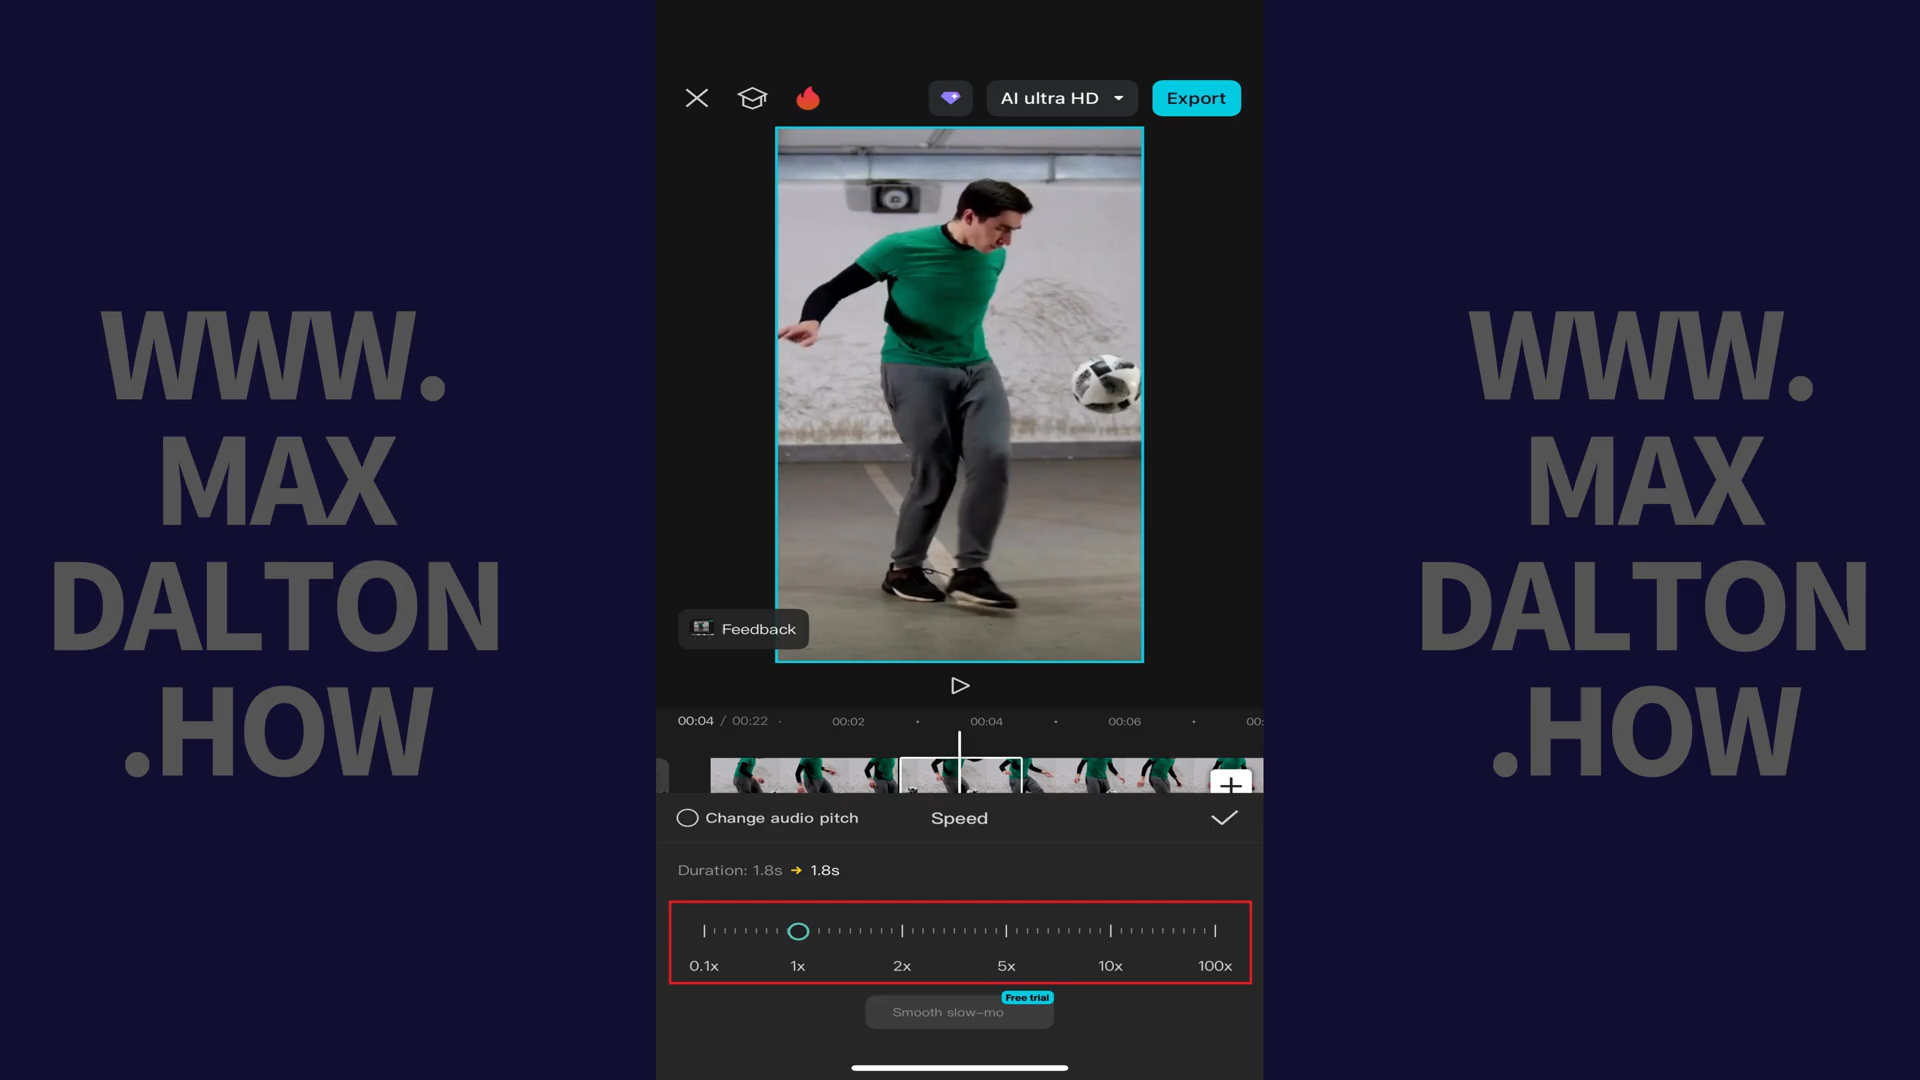 WWW.
MAX
DALTON
.HOW
AI ultra HD
Export
Feedback
00:04 / 00:22
00:02
00:04
00:06
00:
Change audio pitch
Speed
Duration: 1.8s → 1.8s
0.1x
1x
2x
5x
10x
100x
Free trial
Smooth slow-mo
WWW.
MAX
DALTON
.HOW